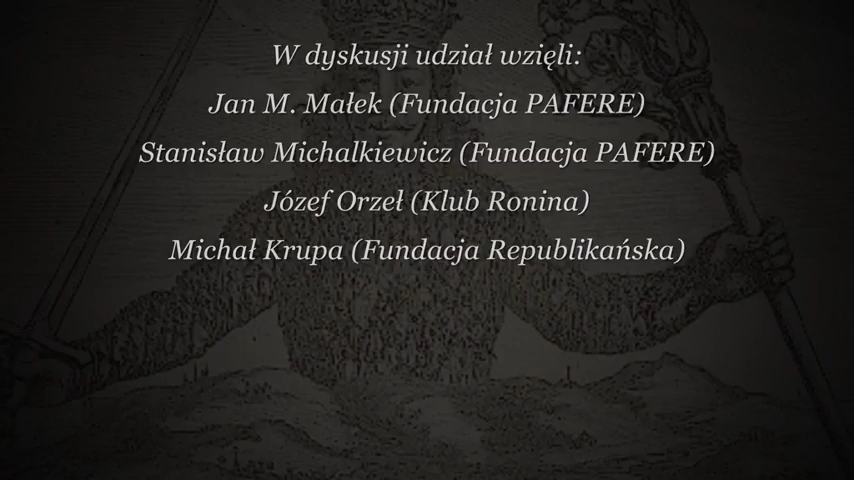 W dyskusji udział wzięli:
Jan M. Małek (Fundacja PAFERE)
Stanisław Michalkiewicz (Fundacja PAFERE)
Józef Orzeł (Klub Ronina)
Michał Krupa (Fundacja Republikańska)